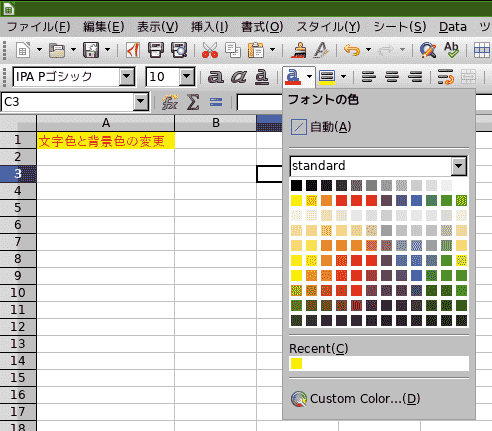 ファイル(F) 編集(E) 表示(V) 挿入(I) 書式(O) スタイル(Y) シート(S) Data ツ
IPA Pゴシック 10 a a a a
C3 fx Σ =
フォントの色
自動(A)
standard
Recent(C)
Custom Color...(D)
A B
1 文字色と背景色の変更
2
3
4
5
6
7
8
9
10
11
12
13
14
15
16
17
18